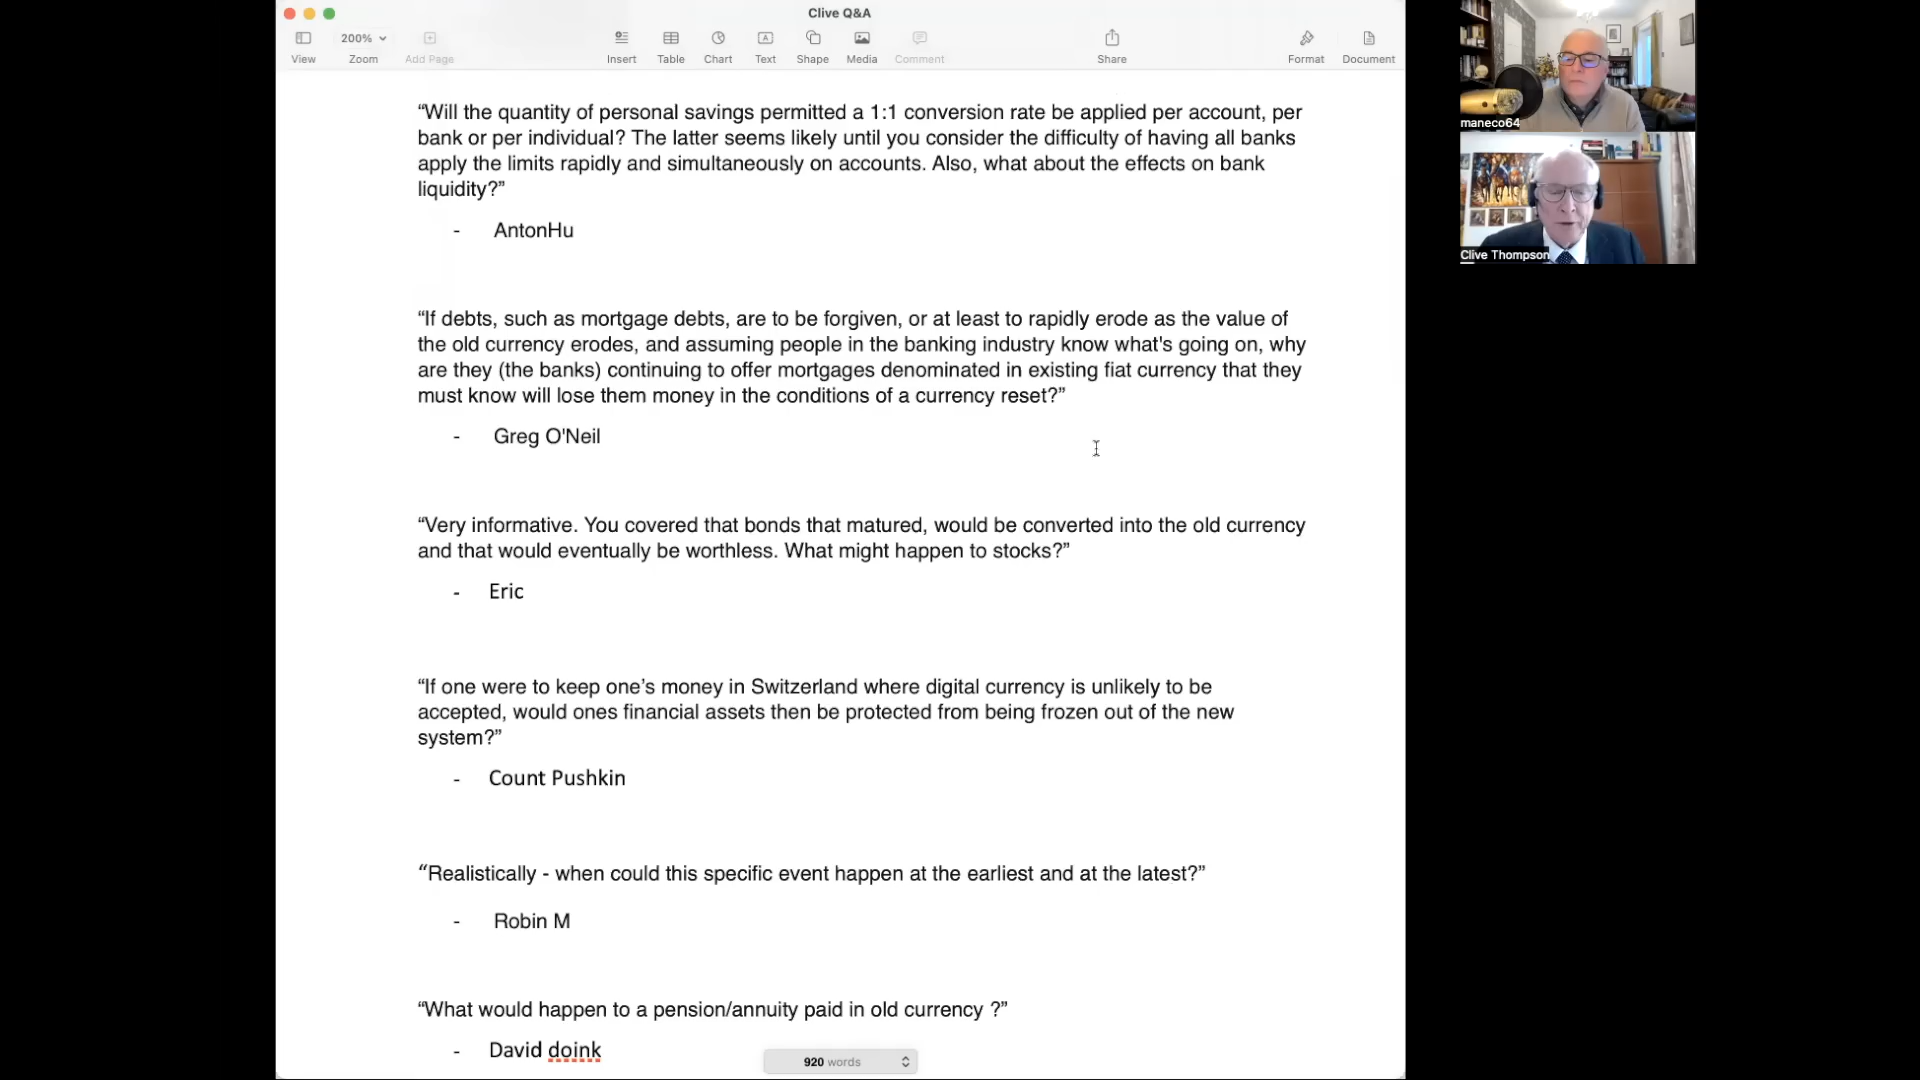 Clive Q&A
200%
View
Zoom
Add Page
Insert
Table
Chart
Text
Shape
Media
Comment
Share
Format
Document
“Will the quantity of personal savings permitted a 1:1 conversion rate be applied per account, per
bank or per individual? The latter seems likely until you consider the difficulty of having all banks
apply the limits rapidly and simultaneously on accounts. Also, what about the effects on bank
liquidity?”
- AntonHu
“If debts, such as mortgage debts, are to be forgiven, or at least to rapidly erode as the value of
the old currency erodes, and assuming people in the banking industry know what's going on, why
are they (the banks) continuing to offer mortgages denominated in existing fiat currency that they
must know will lose them money in the conditions of a currency reset?”
- Greg O'Neil
“Very informative. You covered that bonds that matured, would be converted into the old currency
and that would eventually be worthless. What might happen to stocks?”
- Eric
“If one were to keep one’s money in Switzerland where digital currency is unlikely to be
accepted, would ones financial assets then be protected from being frozen out of the new
system?”
- Count Pushkin
“Realistically - when could this specific event happen at the earliest and at the latest?”
- Robin M
“What would happen to a pension/annuity paid in old currency ?”
- David doink
920 words
maneco64
Clive Thompson